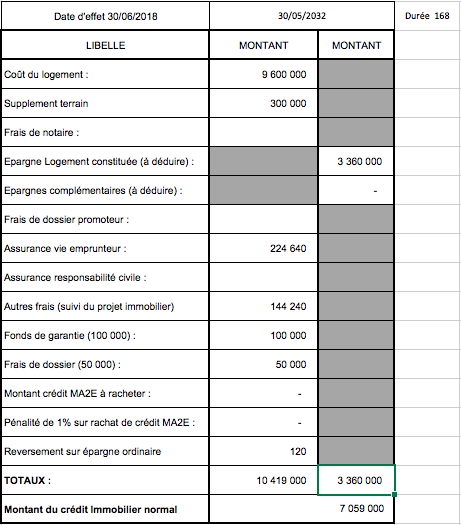 Date d'effet 30/06/2018 30/05/2032 Durée 168
LIBELLE MONTANT MONTANT
Coût du logement : 9 600 000
Supplement terrain 300 000
Frais de notaire :
Epargne Logement constituée (à déduire) : 3 360 000
Epargnes complémentaires (à déduire) : -
Frais de dossier promoteur :
Assurance vie emprunteur : 224 640
Assurance responsabilité civile :
Autres frais (suivi du projet immobilier) 144 240
Fonds de garantie (100 000) : 100 000
Frais de dossier (50 000) : 50 000
Montant crédit MA2E à racheter : -
Pénalité de 1% sur rachat de crédit MA2E : -
Reversement sur épargne ordinaire 120
TOTAUX : 10 419 000 3 360 000
Montant du crédit Immobilier normal 7 059 000